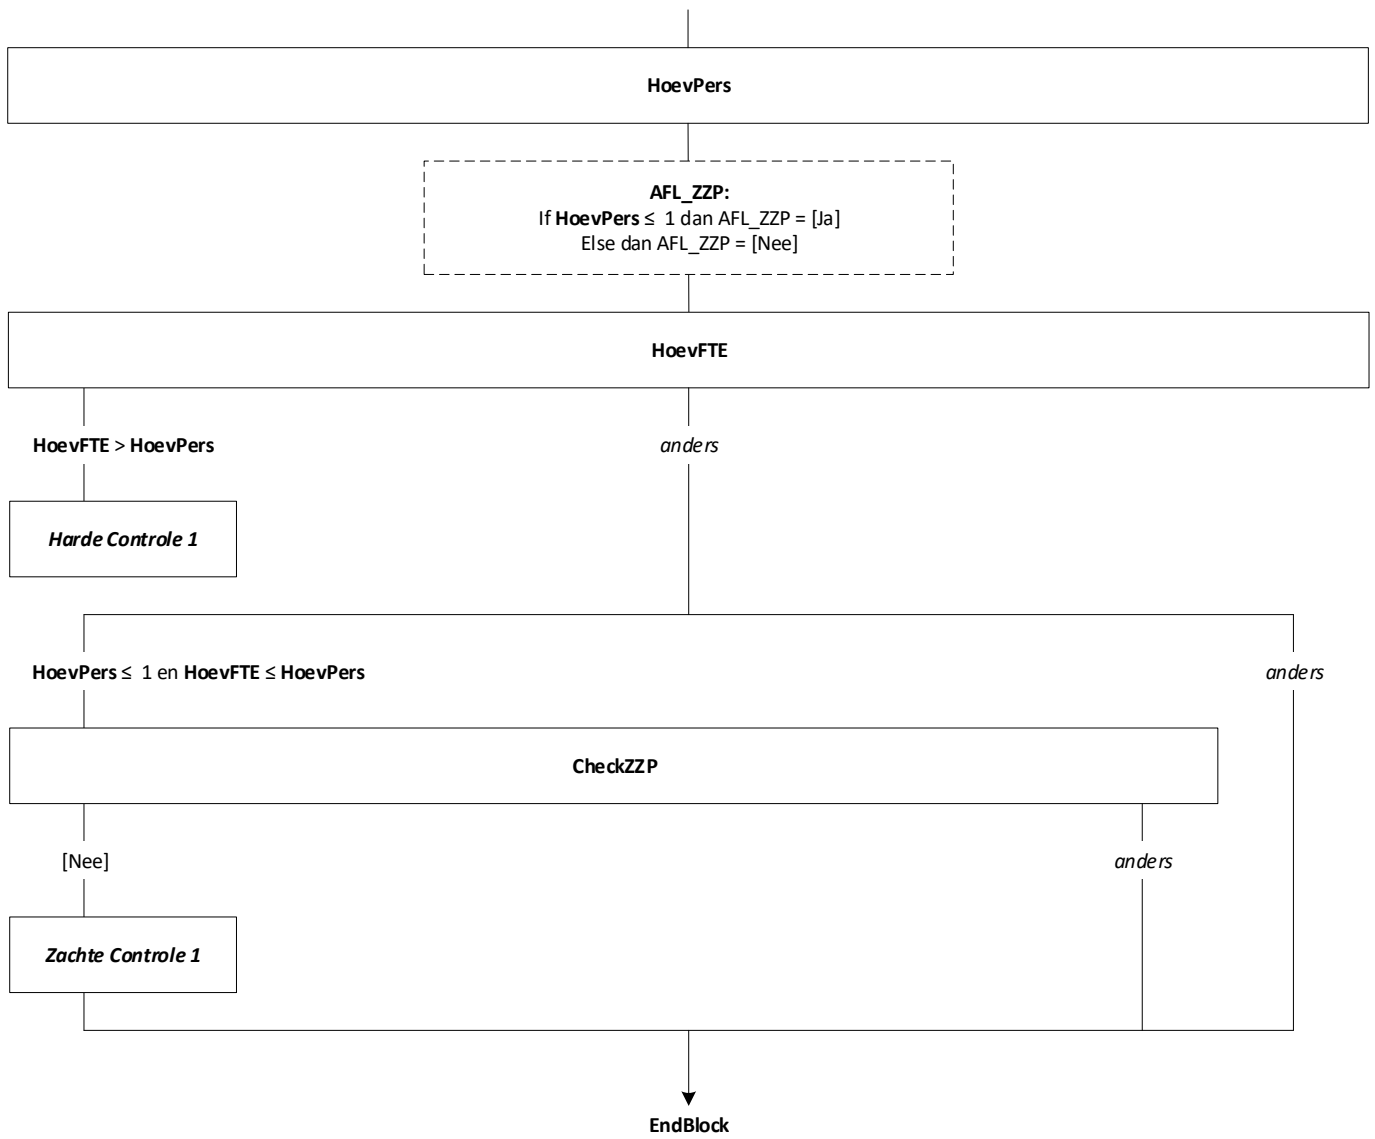 HoevPers
AFL_ZZP:
If HoevPers ≤ 1 dan AFL_ZZP = [Ja]
Else dan AFL_ZZP = [Nee]
HoevFTE
HoevFTE > HoevPers
anders
Harde Controle 1
HoevPers ≤ 1 en HoevFTE ≤ HoevPers
anders
CheckZZP
[Nee]
anders
Zachte Controle 1
EndBlock